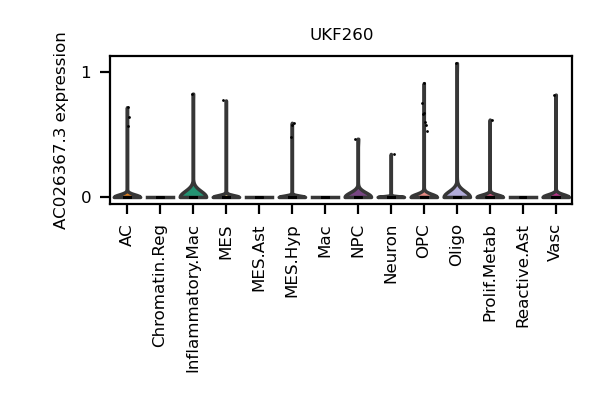 UKF260
AC026367.3 expression
1
0
AC
Chromatin.Reg
Inflammatory.Mac
MES
MES.Ast
MES.Hyp
Mac
NPC
Neuron
OPC
Oligo
Prolif.Metab
Reactive.Ast
Vasc